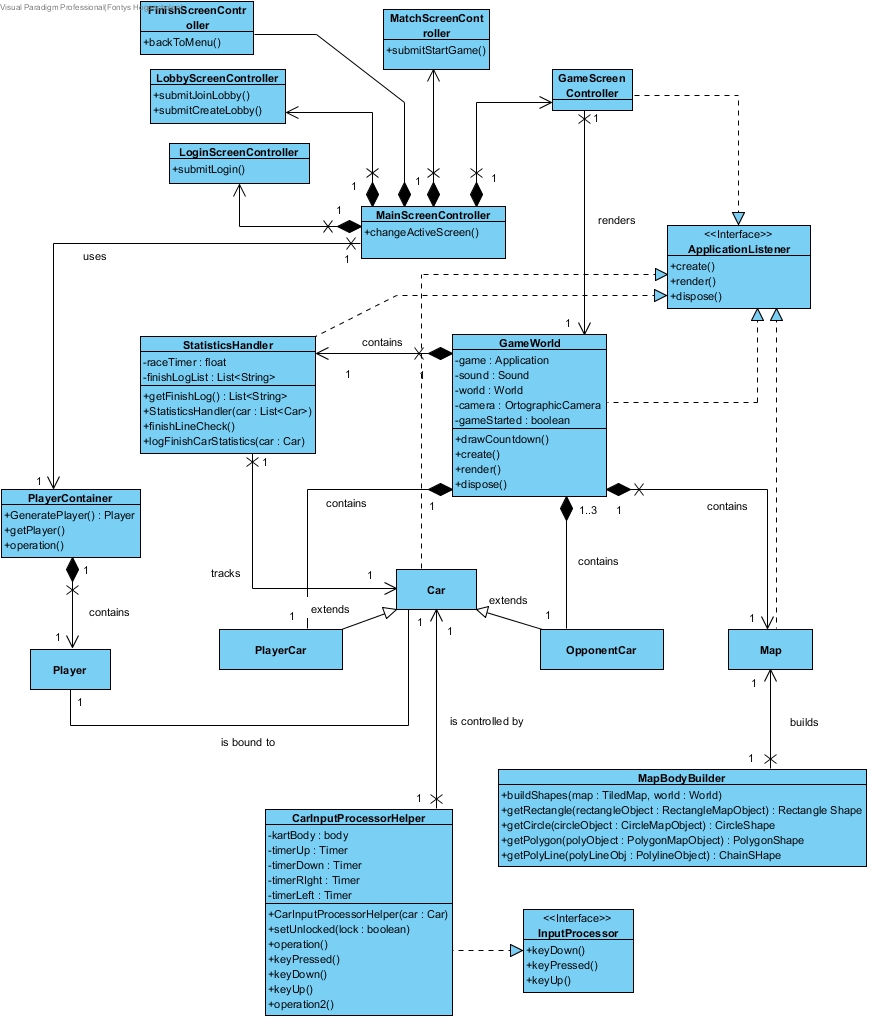 Visual Paradigm Professional(Fontys Ho
FinishScreenContr
oller
+backToMenu()
MatchScreenCont
roller
+submitStartGame()
LobbyScreenController
+submitJoinLobby()
+submitCreateLobby()
GameScreen
Controller
1
LoginScreenController
+submitLogin()
1
1
1
1
MainScreenController
+changeActiveScreen()
1
uses
renders
<<Interface>>
ApplicationListener
+create()
+render()
+dispose()
1
StatisticsHandler
-raceTimer : float
-finishLogList : List<String>
+getFinishLog() : List<String>
+StatisticsHandler(car : List<Car>)
+finishLineCheck()
+logFinishCarStatistics(car : Car)
1
contains
1
1
GameWorld
-game : Application
-sound : Sound
-world : World
-camera : OrtographicCamera
-gameStarted : boolean
+drawCountdown()
+create()
+render()
+dispose()
1
PlayerContainer
+GeneratePlayer() : Player
+getPlayer()
+operation()
1
contains
1
Player
1
contains
1
1..3
1
contains
contains
tracks
1
Car
extends
1
extends
1
1
1
1
PlayerCar
OpponentCar
Map
1
is bound to
is controlled by
1
builds
1
1
MapBodyBuilder
+buildShapes(map : TiledMap, world : World)
+getRectangle(rectangleObject : RectangleMapObject) : Rectangle Shape
+getCircle(circleObject : CircleMapObject) : CircleShape
+getPolygon(polyObject : PolygonMapObject) : PolygonShape
+getPolyLine(polyLineObj : PolylineObject) : ChainSHape
CarInputProcessorHelper
-kartBody : body
-timerUp : Timer
-timerDown : Timer
-timerRIght : Timer
-timerLeft : Timer
+CarInputProcessorHelper(car : Car)
+setUnlocked(lock : boolean)
+operation()
+keyPressed()
+keyDown()
+keyUp()
+operation2()
<<Interface>>
InputProcessor
+keyDown()
+keyPressed()
+keyUp()